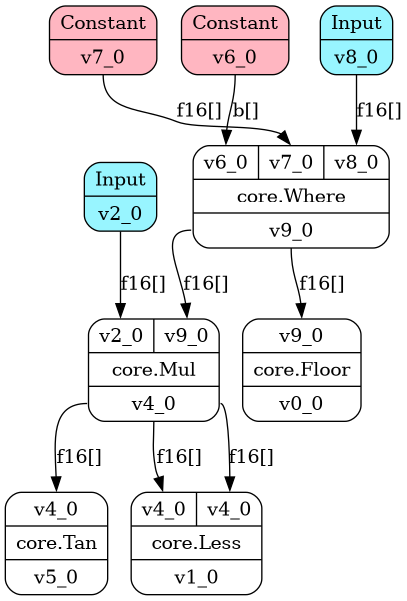 Constant
v7_0
Constant
v6_0
Input
v8_0
f16[]
b[]
f16[]
v6_0 v7_0 v8_0
core.Where
v9_0
Input
v2_0
f16[]
f16[]
f16[]
v2_0 v9_0
core.Mul
v4_0
v9_0
core.Floor
v0_0
f16[]
f16[]
f16[]
v4_0
core.Tan
v5_0
v4_0 v4_0
core.Less
v1_0